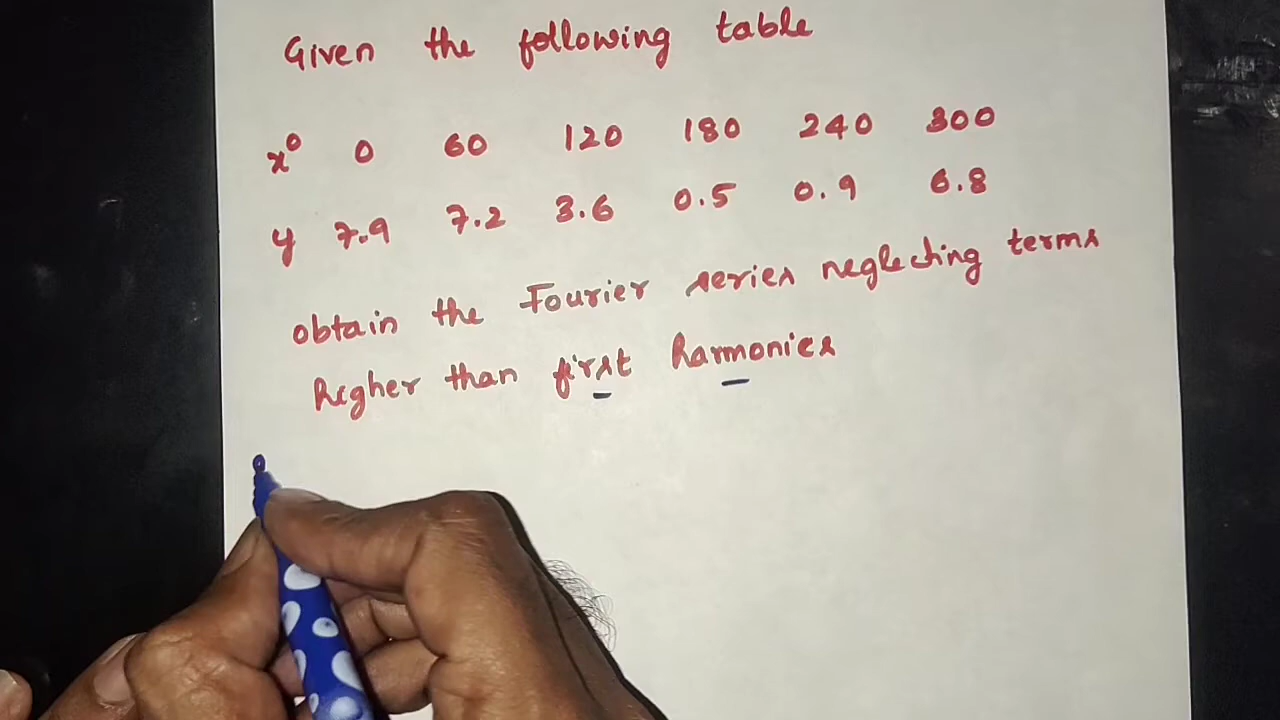 Given the following table
x⁰ 0 60 120 180 240 300
y 7.9 7.2 3.6 0.5 0.9 6.8
obtain the Fourier series neglecting terms
higher than first harmonics